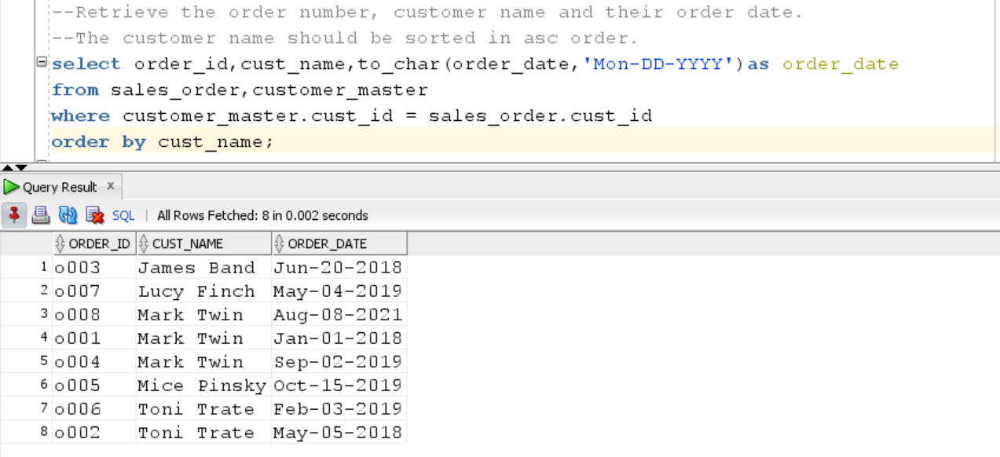 --Retrieve the order number, customer name and their order date.
--The customer name should be sorted in asc order.
select order_id,cust_name,to_char(order_date,'Mon-DD-YYYY')as order_date
from sales_order,customer_master
where customer_master.cust_id = sales_order.cust_id
order by cust_name;
Query Result x
SQL | All Rows Fetched: 8 in 0.002 seconds
ORDER_ID CUST_NAME ORDER_DATE
1 o003 James Band Jun-20-2018
2 o007 Lucy Finch May-04-2019
3 o008 Mark Twin Aug-08-2021
4 o001 Mark Twin Jan-01-2018
5 o004 Mark Twin Sep-02-2019
6 o005 Mice Pinsky Oct-15-2019
7 o006 Toni Trate Feb-03-2019
8 o002 Toni Trate May-05-2018